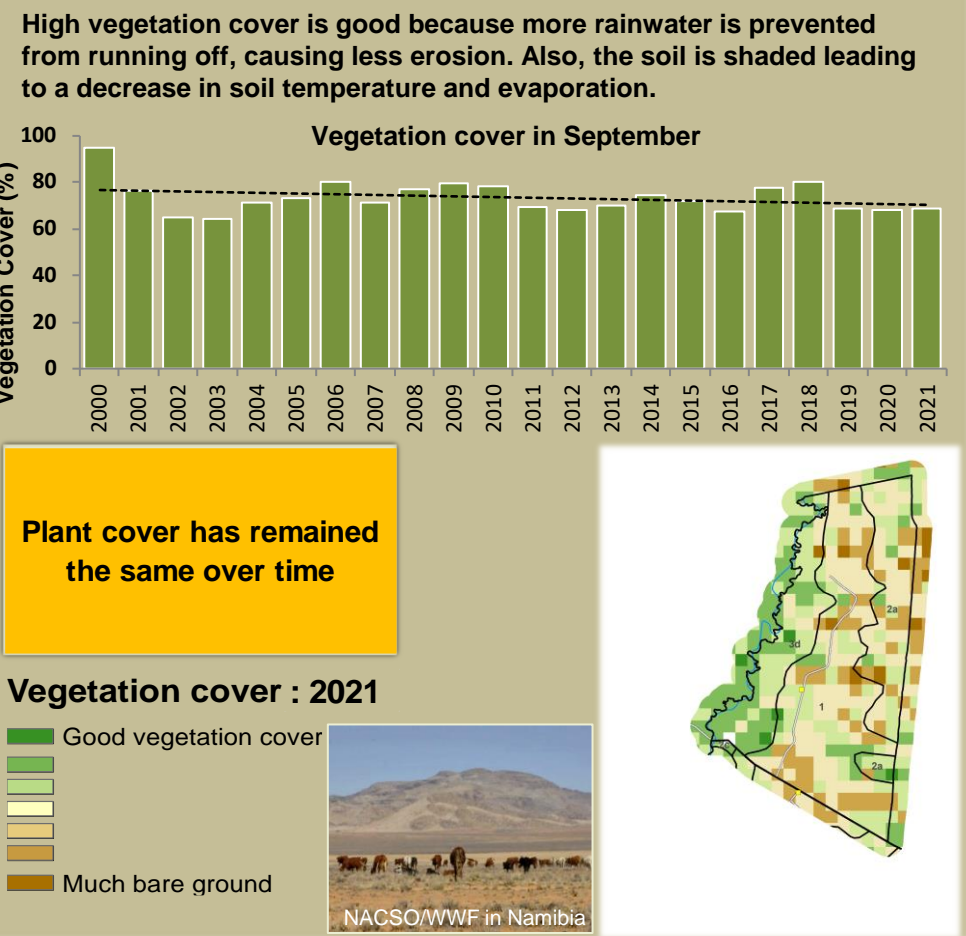 High vegetation cover is good because more rainwater is prevented
from running off, causing less erosion. Also, the soil is shaded leading
to a decrease in soil temperature and evaporation.
Vegetation cover in September
Vegetation Cover (%)
100
80
60
40
20
0
2000
2001
2002
2003
2004
2005
2006
2007
2008
2009
2010
2011
2012
2013
2014
2015
2016
2017
2018
2019
2020
2021
Plant cover has remained
the same over time
Vegetation cover : 2021
Good vegetation cover
Much bare ground
NACSO/WWF in Namibia
2a
3d
1
2a